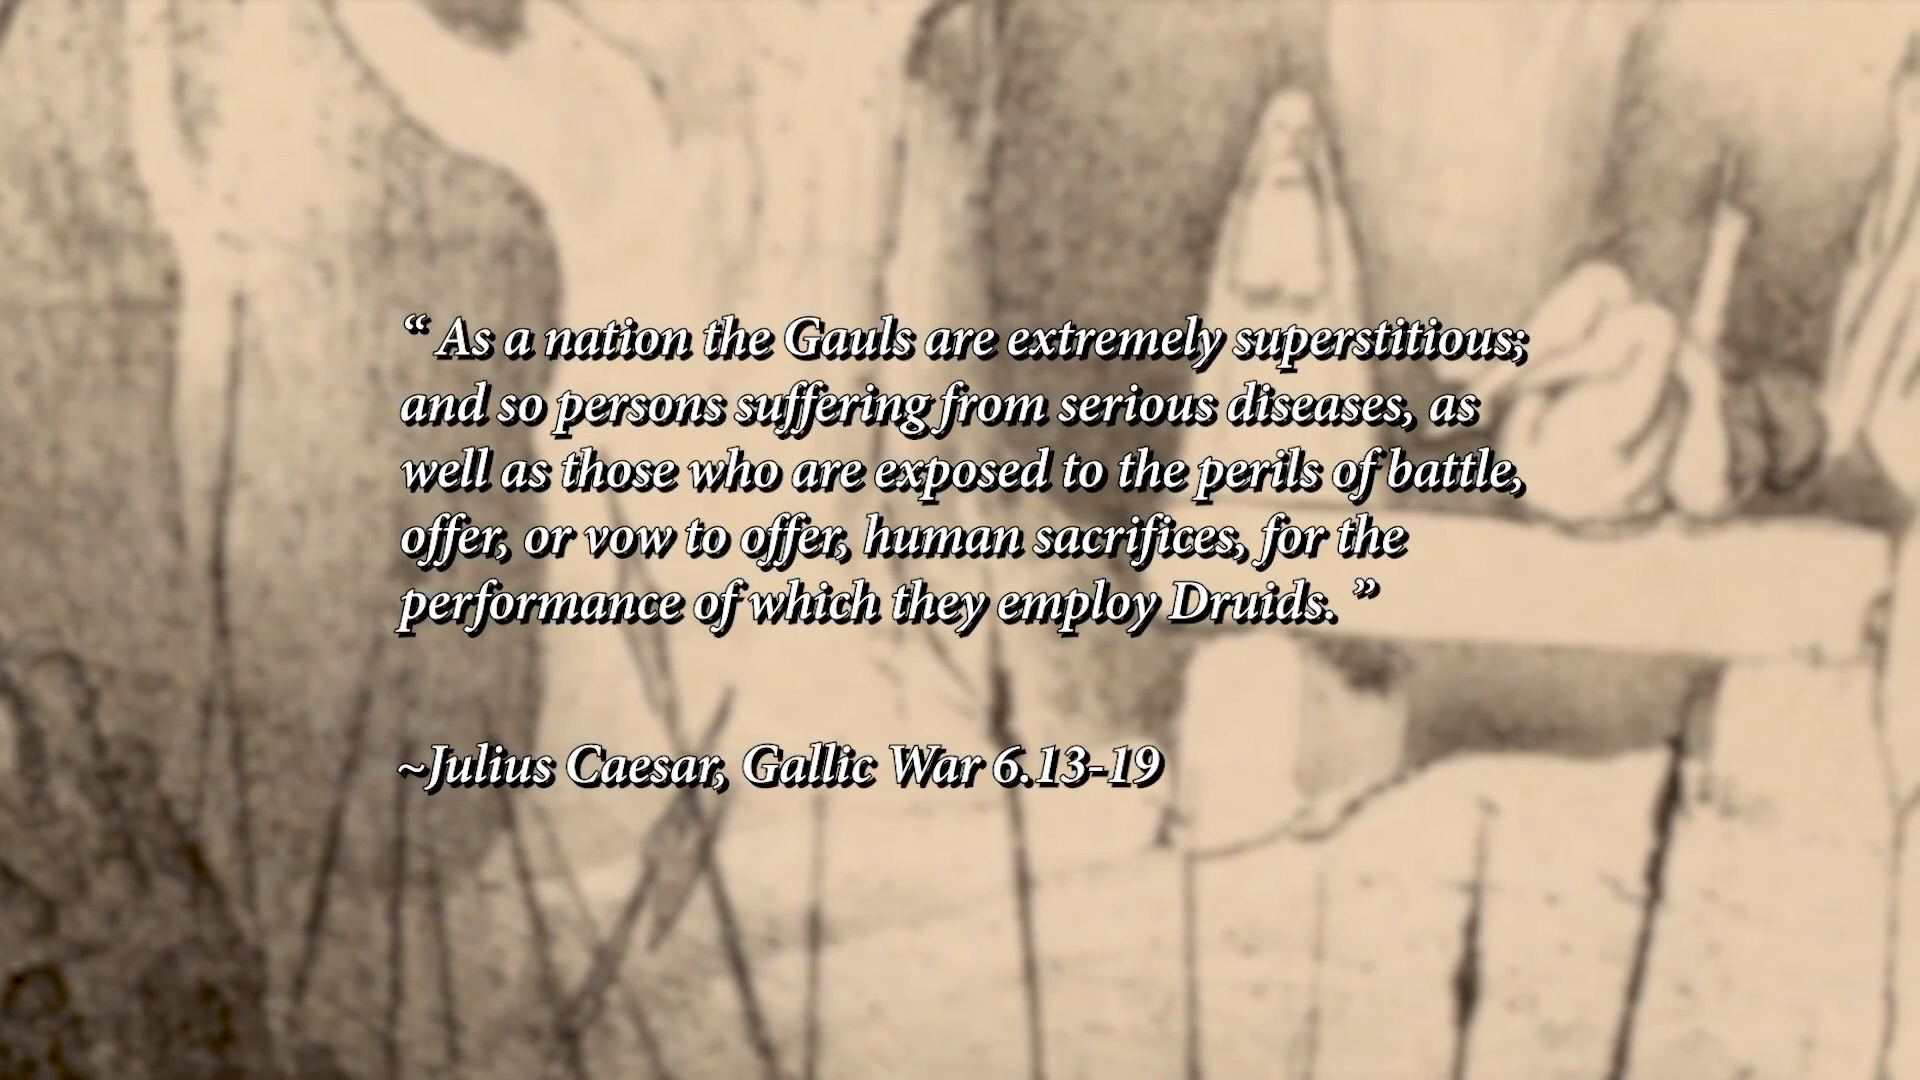 “ As a nation the Gauls are extremely superstitious;
and so persons suffering from serious diseases, as
well as those who are exposed to the perils of battle,
offer, or vow to offer, human sacrifices, for the
performance of which they employ Druids. ”
~Julius Caesar, Gallic War 6.13-19